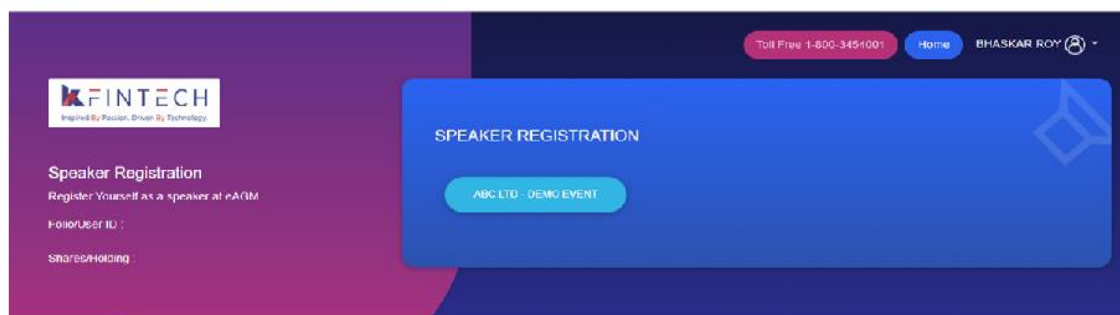 Toll Free 1-800-3454001
Home
BHASKAR ROY
KFINTECH
Inspired By Passion. Driven By Technology.
SPEAKER REGISTRATION
ABC LTD - DEMO EVENT
Speaker Registration
Register Yourself as a speaker at eAGM
Folio/User ID :
Shares/Holding :